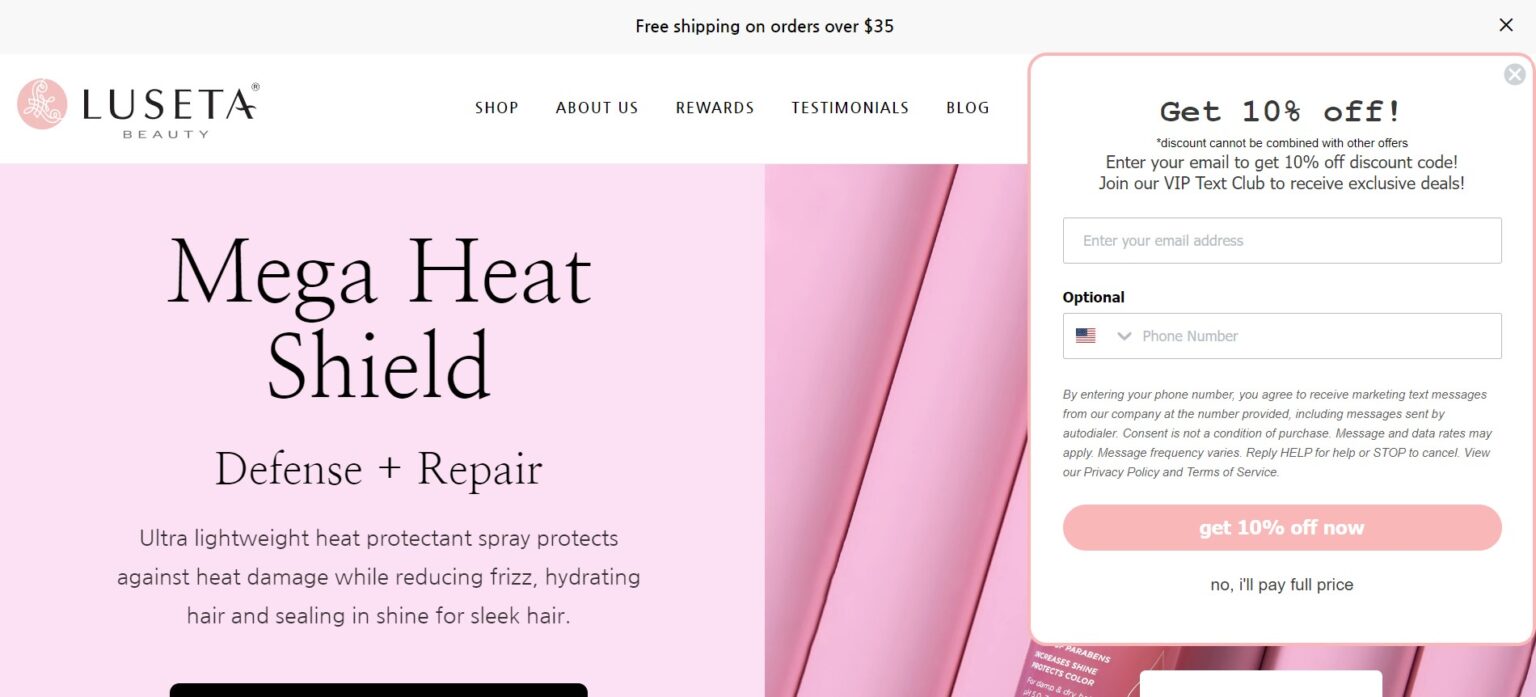 Free shipping on orders over $35
LUSETA®
BEAUTY
SHOP
ABOUT US
REWARDS
TESTIMONIALS
BLOG
Mega Heat
Shield
Defense + Repair
Ultra lightweight heat protectant spray protects
against heat damage while reducing frizz, hydrating
hair and sealing in shine for sleek hair.
Get 10% off!
*discount cannot be combined with other offers
Enter your email to get 10% off discount code!
Join our VIP Text Club to receive exclusive deals!
Enter your email address
Optional
Phone Number
By entering your phone number, you agree to receive marketing text messages
from our company at the number provided, including messages sent by
autodialer. Consent is not a condition of purchase. Message and data rates may
apply. Message frequency varies. Reply HELP for help or STOP to cancel. View
our Privacy Policy and Terms of Service.
get 10% off now
no, i'll pay full price
PARABENS
INCREASES SHINE
PROTECTS COLOR
For damp & dry